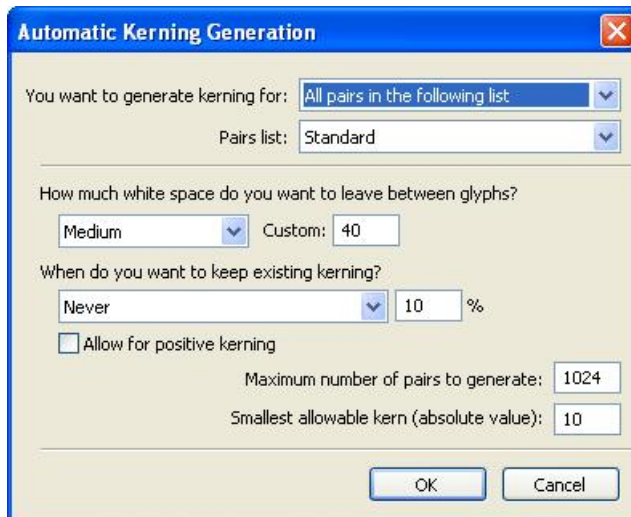 Automatic Kerning Generation
You want to generate kerning for: All pairs in the following list
Pairs list: Standard
How much white space do you want to leave between glyphs?
Medium Custom: 40
When do you want to keep existing kerning?
Never 10 %
Allow for positive kerning
Maximum number of pairs to generate: 1024
Smallest allowable kern (absolute value): 10
OK Cancel